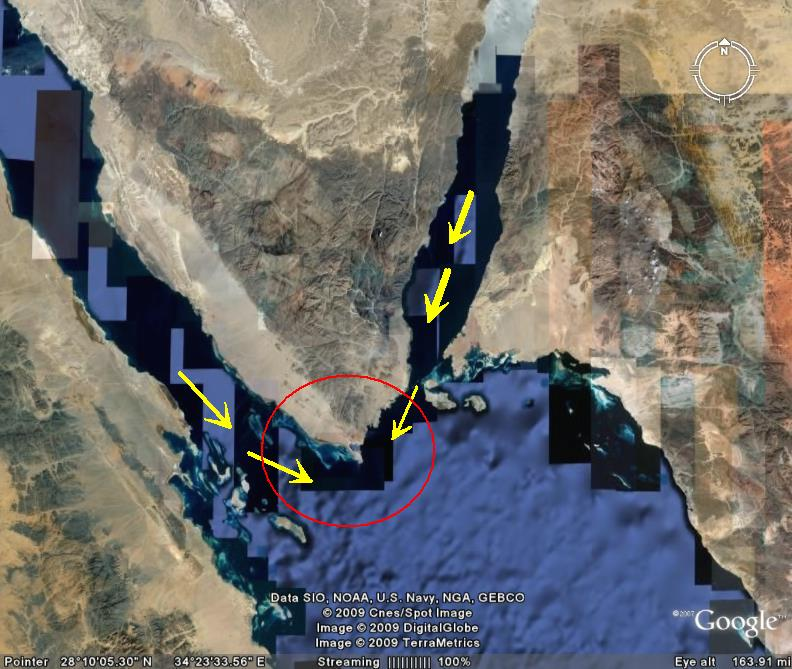 N
Data SIO, NOAA, U.S. Navy, NGA, GEBCO
© 2009 Cnes/Spot Image
Image © 2009 DigitalGlobe
Image © 2009 TerraMetrics
©2007 Google™
Pointer 28°10'05.30" N 34°23'33.56" E Streaming |||||||||| 100% Eye alt 163.91 mi